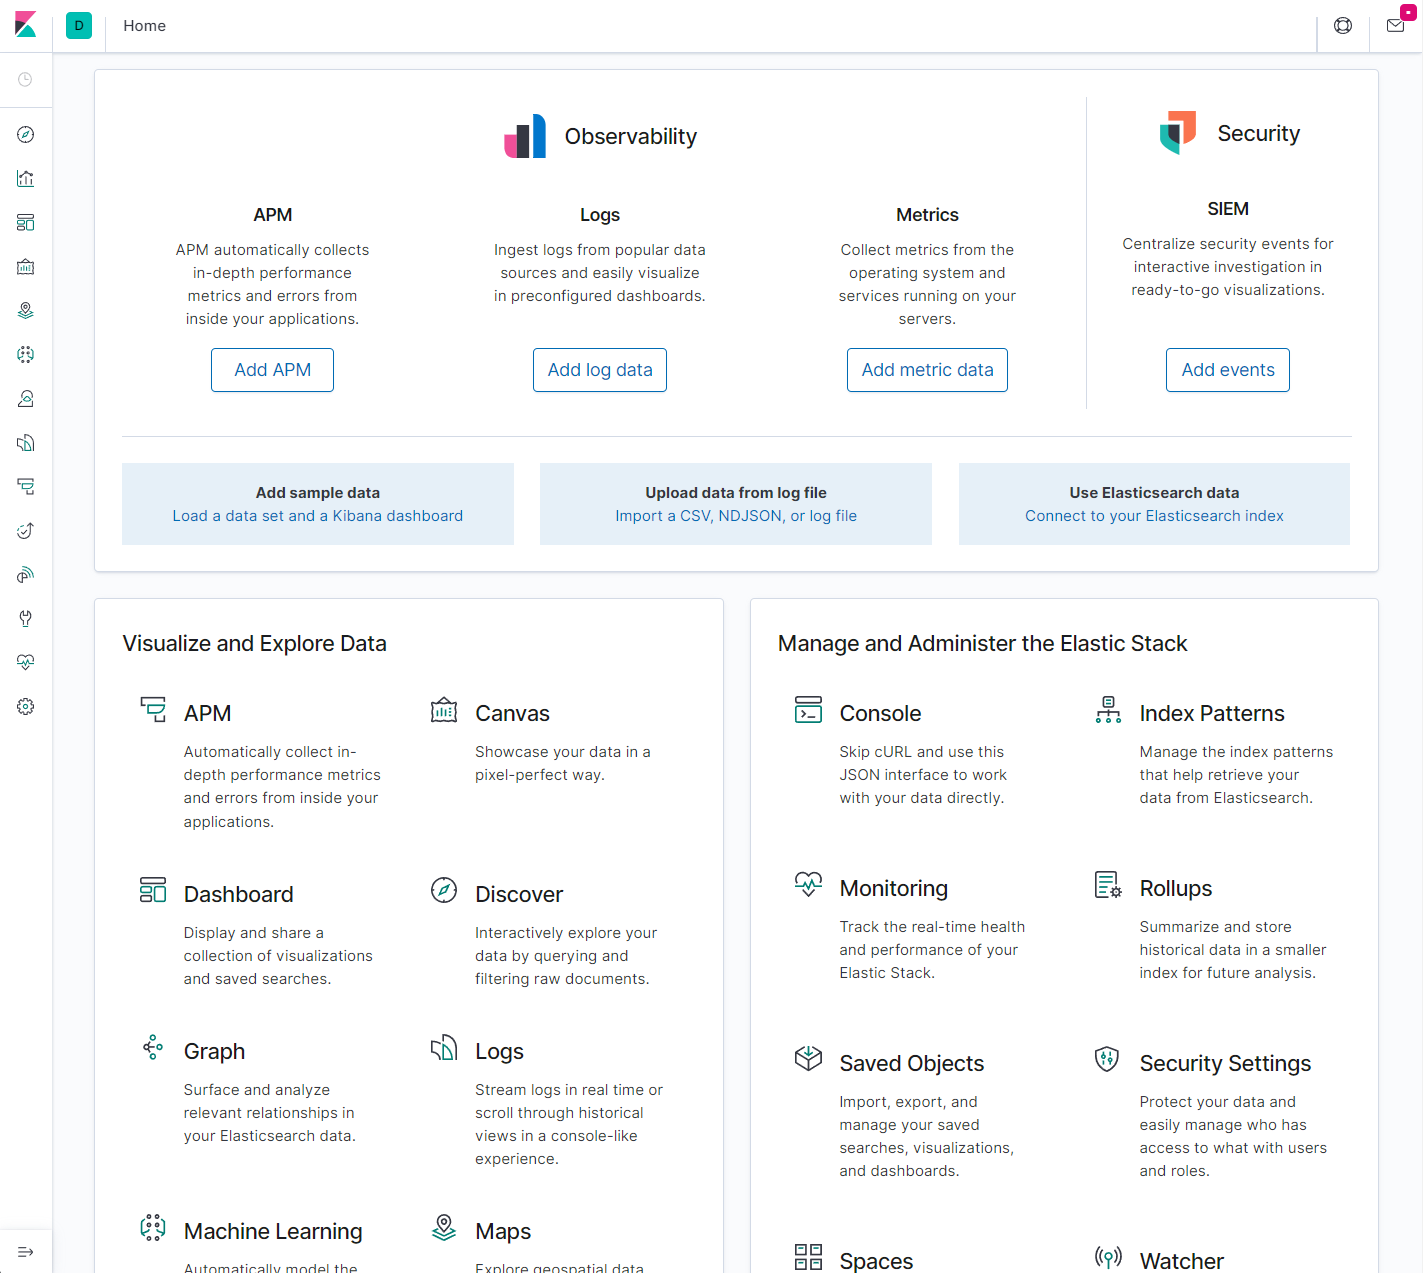 D
Home
Observability
Security
APM
APM automatically collects
in-depth performance
metrics and errors from
inside your applications.
Add APM
Logs
Ingest logs from popular data
sources and easily visualize
in preconfigured dashboards.
Add log data
Metrics
Collect metrics from the
operating system and
services running on your
servers.
Add metric data
SIEM
Centralize security events for
interactive investigation in
ready-to-go visualizations.
Add events
Add sample data
Load a data set and a Kibana dashboard
Upload data from log file
Import a CSV, NDJSON, or log file
Use Elasticsearch data
Connect to your Elasticsearch index
Visualize and Explore Data
APM
Automatically collect in-
depth performance metrics
and errors from inside your
applications.
Canvas
Showcase your data in a
pixel-perfect way.
Dashboard
Display and share a
collection of visualizations
and saved searches.
Discover
Interactively explore your
data by querying and
filtering raw documents.
Graph
Surface and analyze
relevant relationships in
your Elasticsearch data.
Logs
Stream logs in real time or
scroll through historical
views in a console-like
experience.
Machine Learning
Automatically model the
Maps
Explore geospatial data
Manage and Administer the Elastic Stack
Console
Skip cURL and use this
JSON interface to work
with your data directly.
Index Patterns
Manage the index patterns
that help retrieve your
data from Elasticsearch.
Monitoring
Track the real-time health
and performance of your
Elastic Stack.
Rollups
Summarize and store
historical data in a smaller
index for future analysis.
Saved Objects
Import, export, and
manage your saved
searches, visualizations,
and dashboards.
Security Settings
Protect your data and
easily manage who has
access to what with users
and roles.
Spaces
Watcher